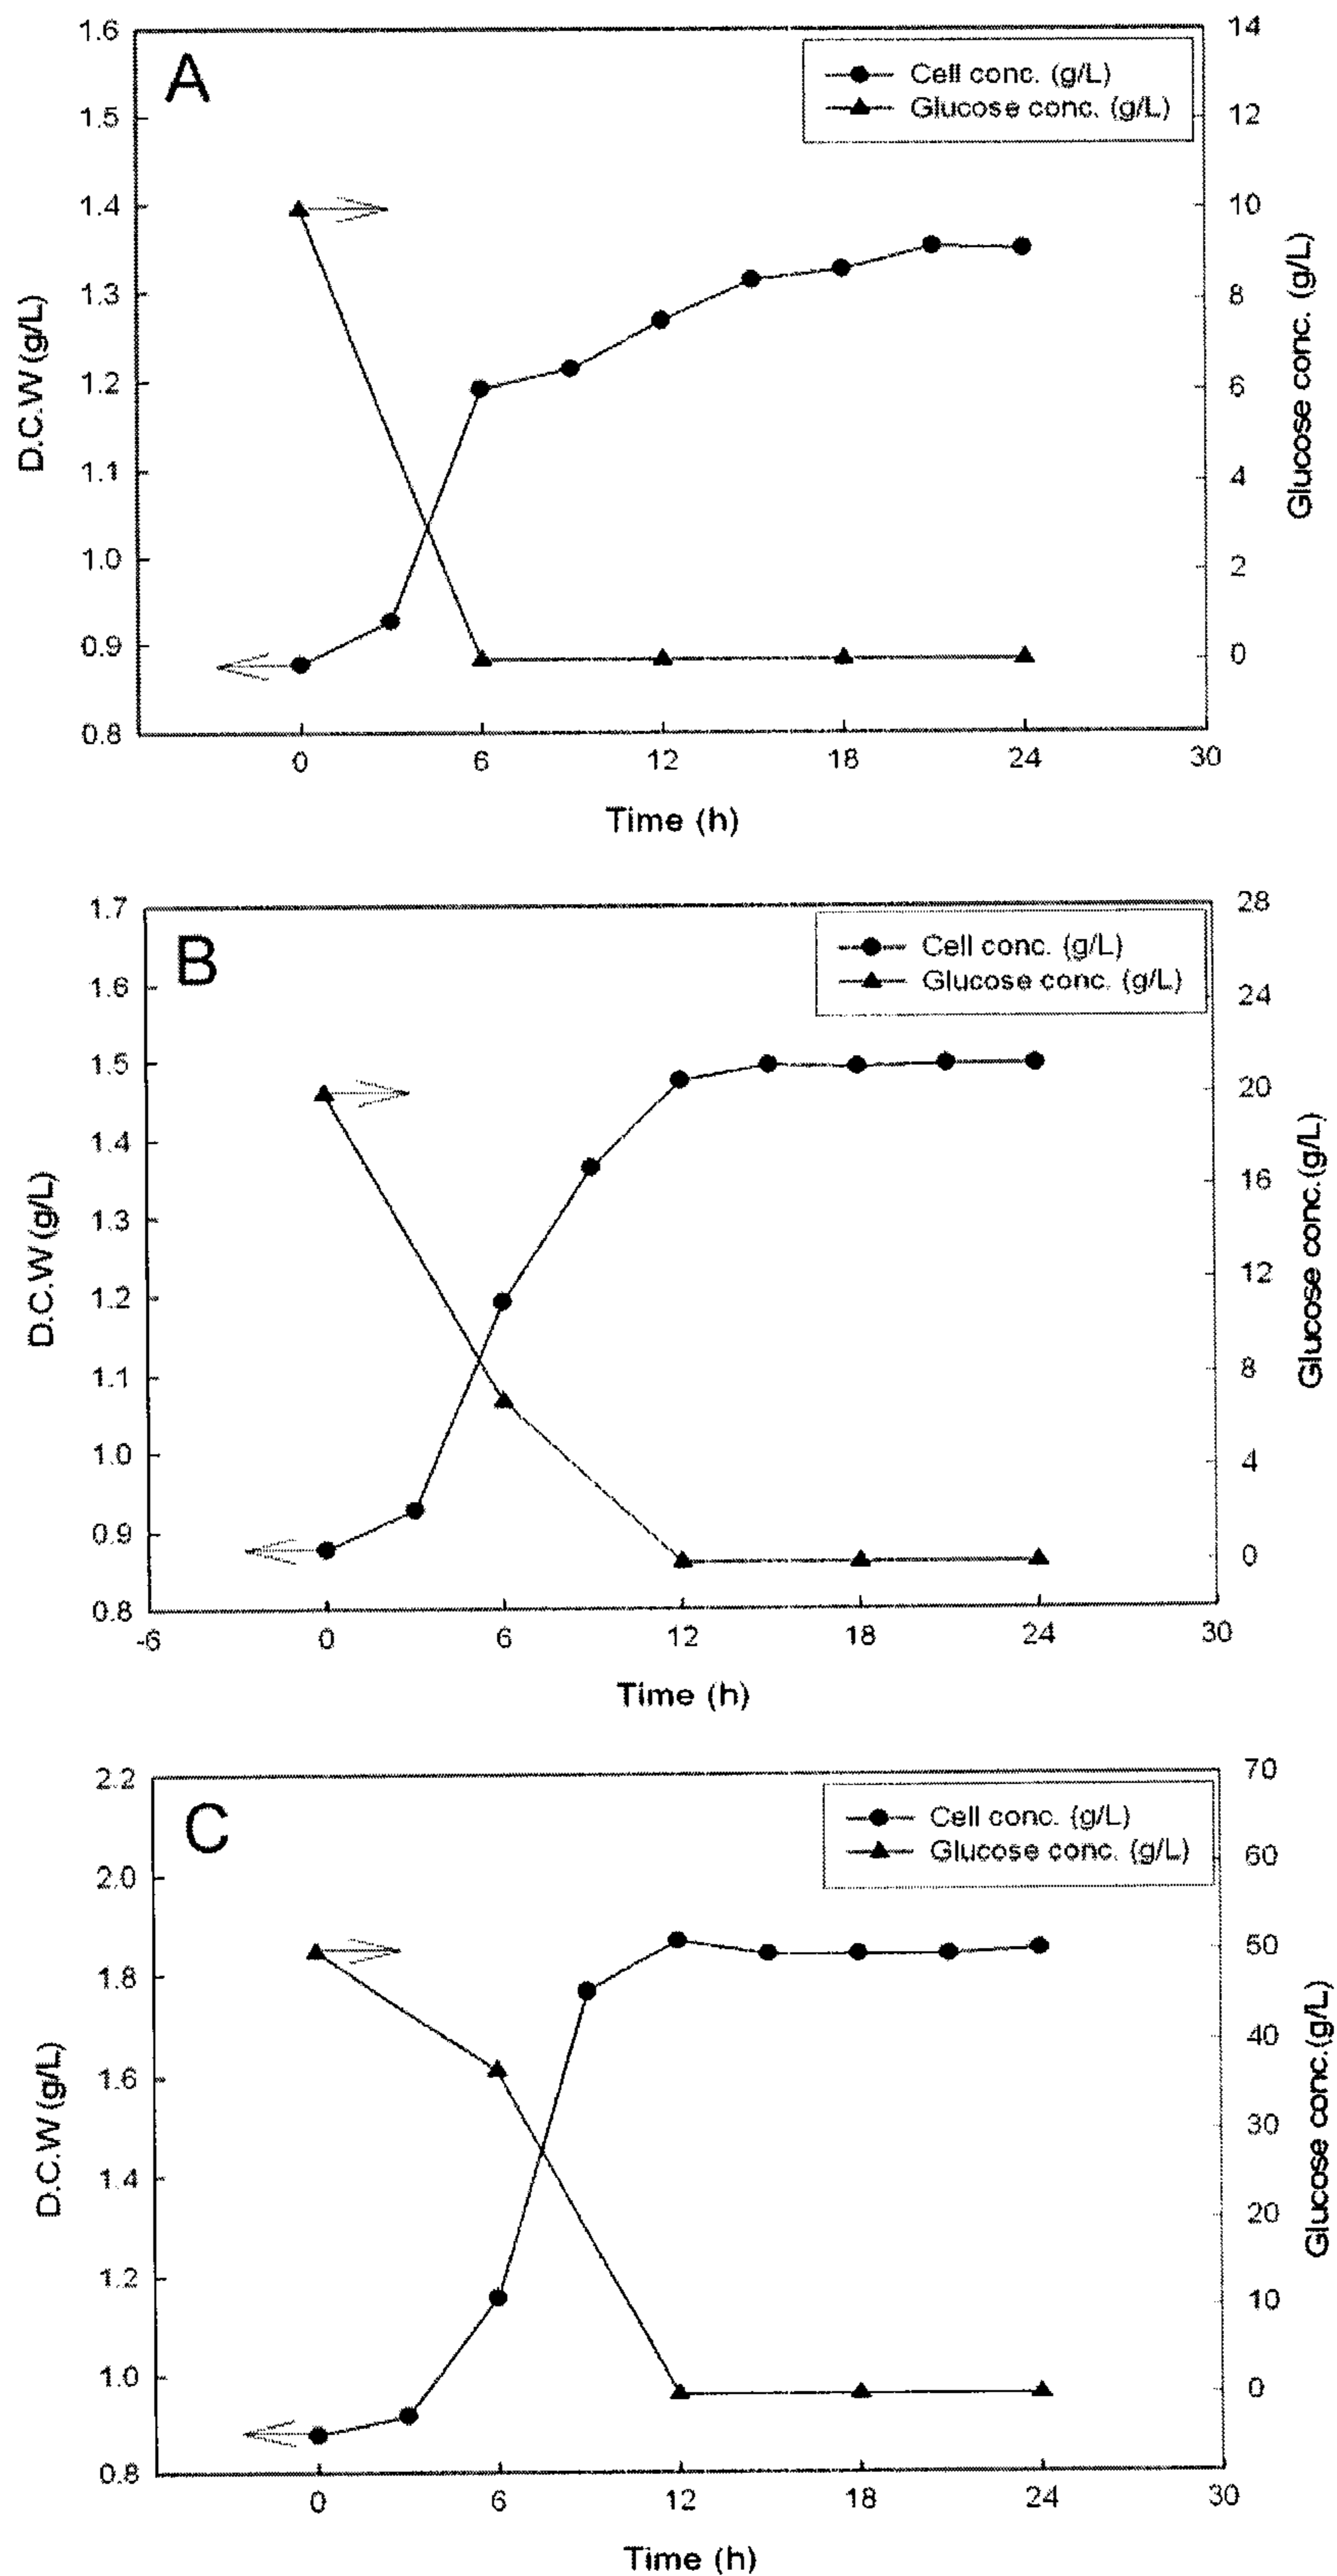 A
Cell conc. (g/L)
Glucose conc. (g/L)
1.6
1.5
1.4
1.3
1.2
1.1
1.0
0.9
0.8
D.C.W (g/L)
14
12
10
8
6
4
2
0
Glucose conc. (g/L)
0 6 12 18 24 30
Time (h)
B
Cell conc. (g/L)
Glucose conc. (g/L)
1.7
1.6
1.5
1.4
1.3
1.2
1.1
1.0
0.9
0.8
D.C.W (g/L)
28
24
20
16
12
8
4
0
Glucose conc.(g/L)
-6 0 6 12 18 24 30
Time (h)
C
Cell conc. (g/L)
Glucose conc. (g/L)
2.2
2.0
1.8
1.6
1.4
1.2
1.0
0.8
D.C.W (g/L)
70
60
50
40
30
20
10
0
Glucose conc.(g/L)
0 6 12 18 24 30
Time (h)